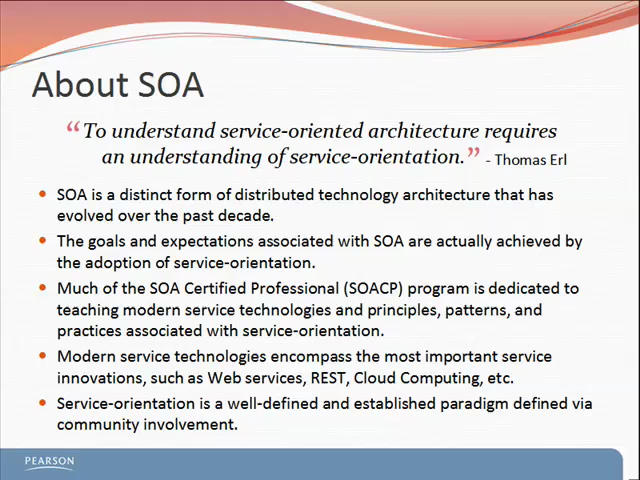 About SOA
“To understand service-oriented architecture requires
an understanding of service-orientation.” - Thomas Erl
• SOA is a distinct form of distributed technology architecture that has
evolved over the past decade.
• The goals and expectations associated with SOA are actually achieved by
the adoption of service-orientation.
• Much of the SOA Certified Professional (SOACP) program is dedicated to
teaching modern service technologies and principles, patterns, and
practices associated with service-orientation.
• Modern service technologies encompass the most important service
innovations, such as Web services, REST, Cloud Computing, etc.
• Service-orientation is a well-defined and established paradigm defined via
community involvement.
PEARSON